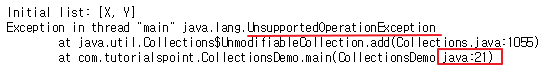 Initial list: [X, Y]
Exception in thread "main" java.lang.UnsupportedOperationException
at java.util.Collections$UnmodifiableCollection.add(Collections.java:1055)
at com.tutorialspoint.CollectionsDemo.main(CollectionsDemo.java:21)